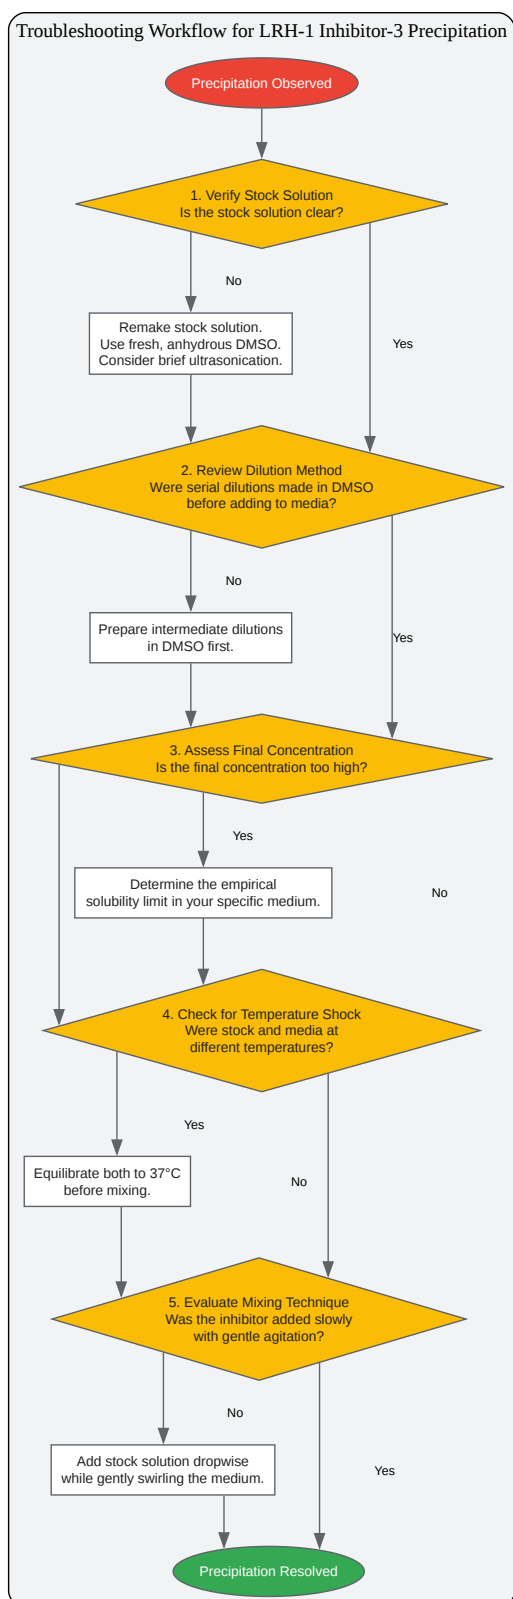 Troubleshooting Workflow for LRH-1 Inhibitor-3 Precipitation
Precipitation Observed
1. Verify Stock Solution
Is the stock solution clear?
No
Yes
Remake stock solution.
Use fresh, anhydrous DMSO.
Consider brief ultrasonication.
2. Review Dilution Method
Were serial dilutions made in DMSO
before adding to media?
No
Yes
Prepare intermediate dilutions
in DMSO first.
3. Assess Final Concentration
Is the final concentration too high?
Yes
No
Determine the empirical
solubility limit in your specific medium.
4. Check for Temperature Shock
Were stock and media at
different temperatures?
Yes
No
Equilibrate both to 37°C
before mixing.
5. Evaluate Mixing Technique
Was the inhibitor added slowly
with gentle agitation?
No
Yes
Add stock solution dropwise
while gently swirling the medium.
Precipitation Resolved